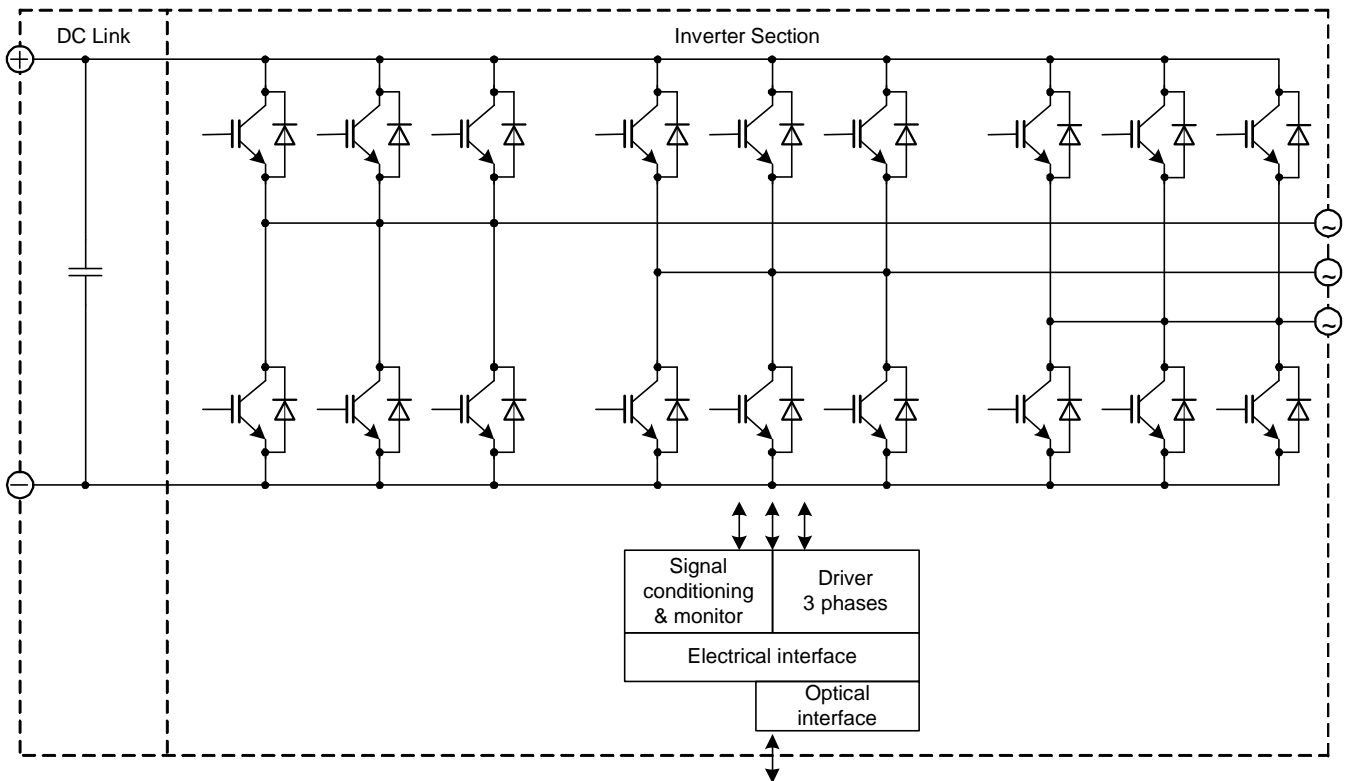 DC Link
Inverter Section
+
~
~
~
−
Signal
conditioning
& monitor
Driver
3 phases
Electrical interface
Optical
interface